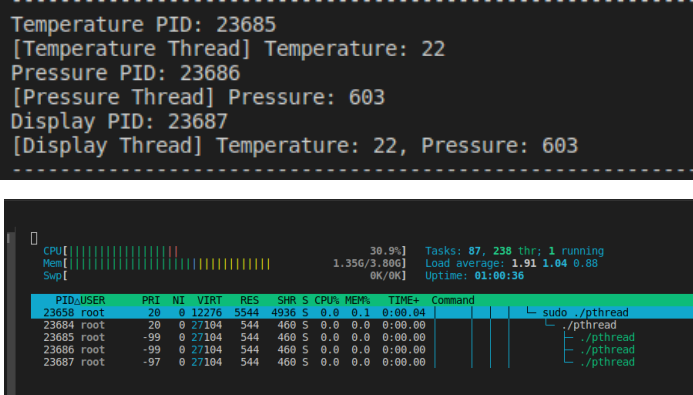 Temperature PID: 23685
[Temperature Thread] Temperature: 22
Pressure PID: 23686
[Pressure Thread] Pressure: 603
Display PID: 23687
[Display Thread] Temperature: 22, Pressure: 603
CPU[||||||||||||||||||| 30.9%] Tasks: 87, 238 thr; 1 running
Mem[||||||||||||||||||||||||||||||||||| 1.35G/3.80G] Load average: 1.91 1.04 0.88
Swp[ 0K/0K] Uptime: 01:00:36
PID△USER PRI NI VIRT RES SHR S CPU% MEM% TIME+ Command
23658 root 20 0 12276 5544 4936 S 0.0 0.1 0:00.04 │ │ │ │ └─ sudo ./pthread
23684 root 20 0 27104 544 460 S 0.0 0.0 0:00.00 │ │ │ │ └─ ./pthread
23685 root -99 0 27104 544 460 S 0.0 0.0 0:00.00 │ │ │ │ ├─ ./pthread
23686 root -99 0 27104 544 460 S 0.0 0.0 0:00.00 │ │ │ │ ├─ ./pthread
23687 root -97 0 27104 544 460 S 0.0 0.0 0:00.00 │ │ │ │ └─ ./pthread